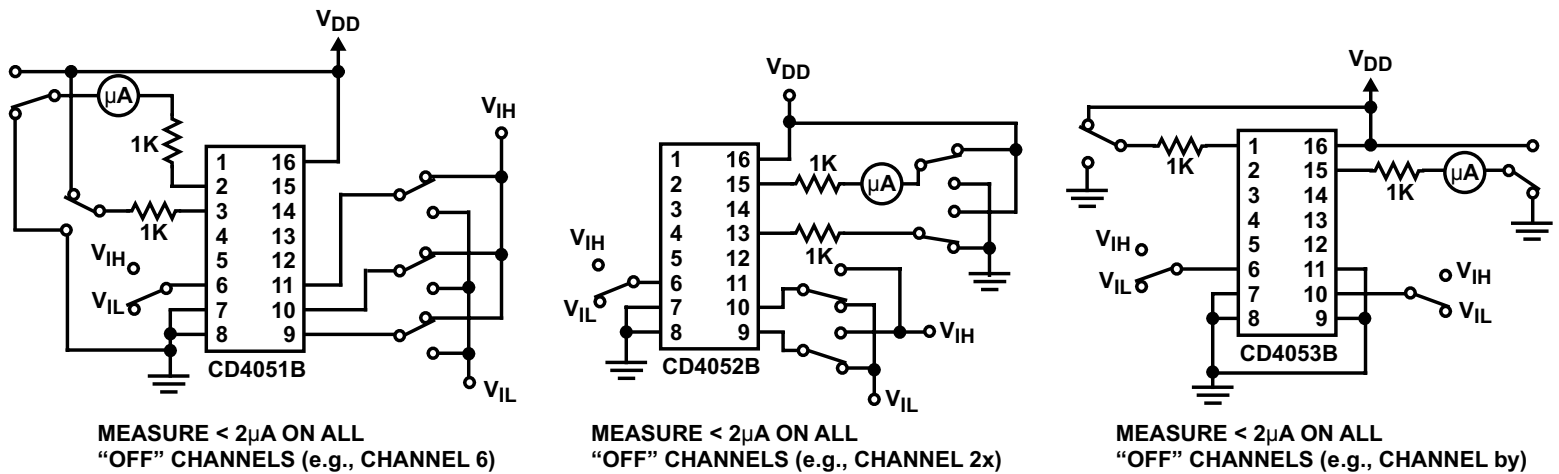 VDD
µA
1K
1K
VIH
VIL
1 16
2 15
3 14
4 13
5 12
6 11
7 10
8 9
CD4051B
VIH
VIL
MEASURE < 2µA ON ALL
“OFF” CHANNELS (e.g., CHANNEL 6)
VDD
1K
µA
1K
VIH
VIL
1 16
2 15
3 14
4 13
5 12
6 11
7 10
8 9
CD4052B
VIH
VIL
MEASURE < 2µA ON ALL
“OFF” CHANNELS (e.g., CHANNEL 2x)
VDD
1K
1K
µA
VIH
VIL
1 16
2 15
3 14
4 13
5 12
6 11
7 10
8 9
CD4053B
VIH
VIL
MEASURE < 2µA ON ALL
“OFF” CHANNELS (e.g., CHANNEL by)